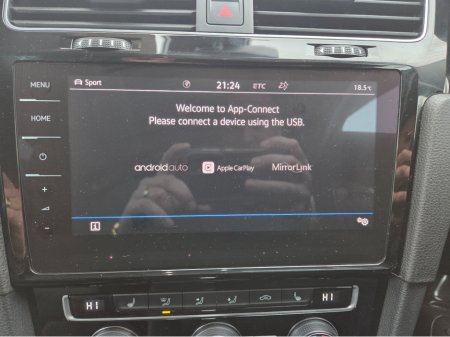 MENU
Sport
21:24
ETC
18.5°C
HOME
Welcome to App-Connect
Please connect a device using the USB.
androidauto
Apple CarPlay
MirrorLink
+
-
HI
HI